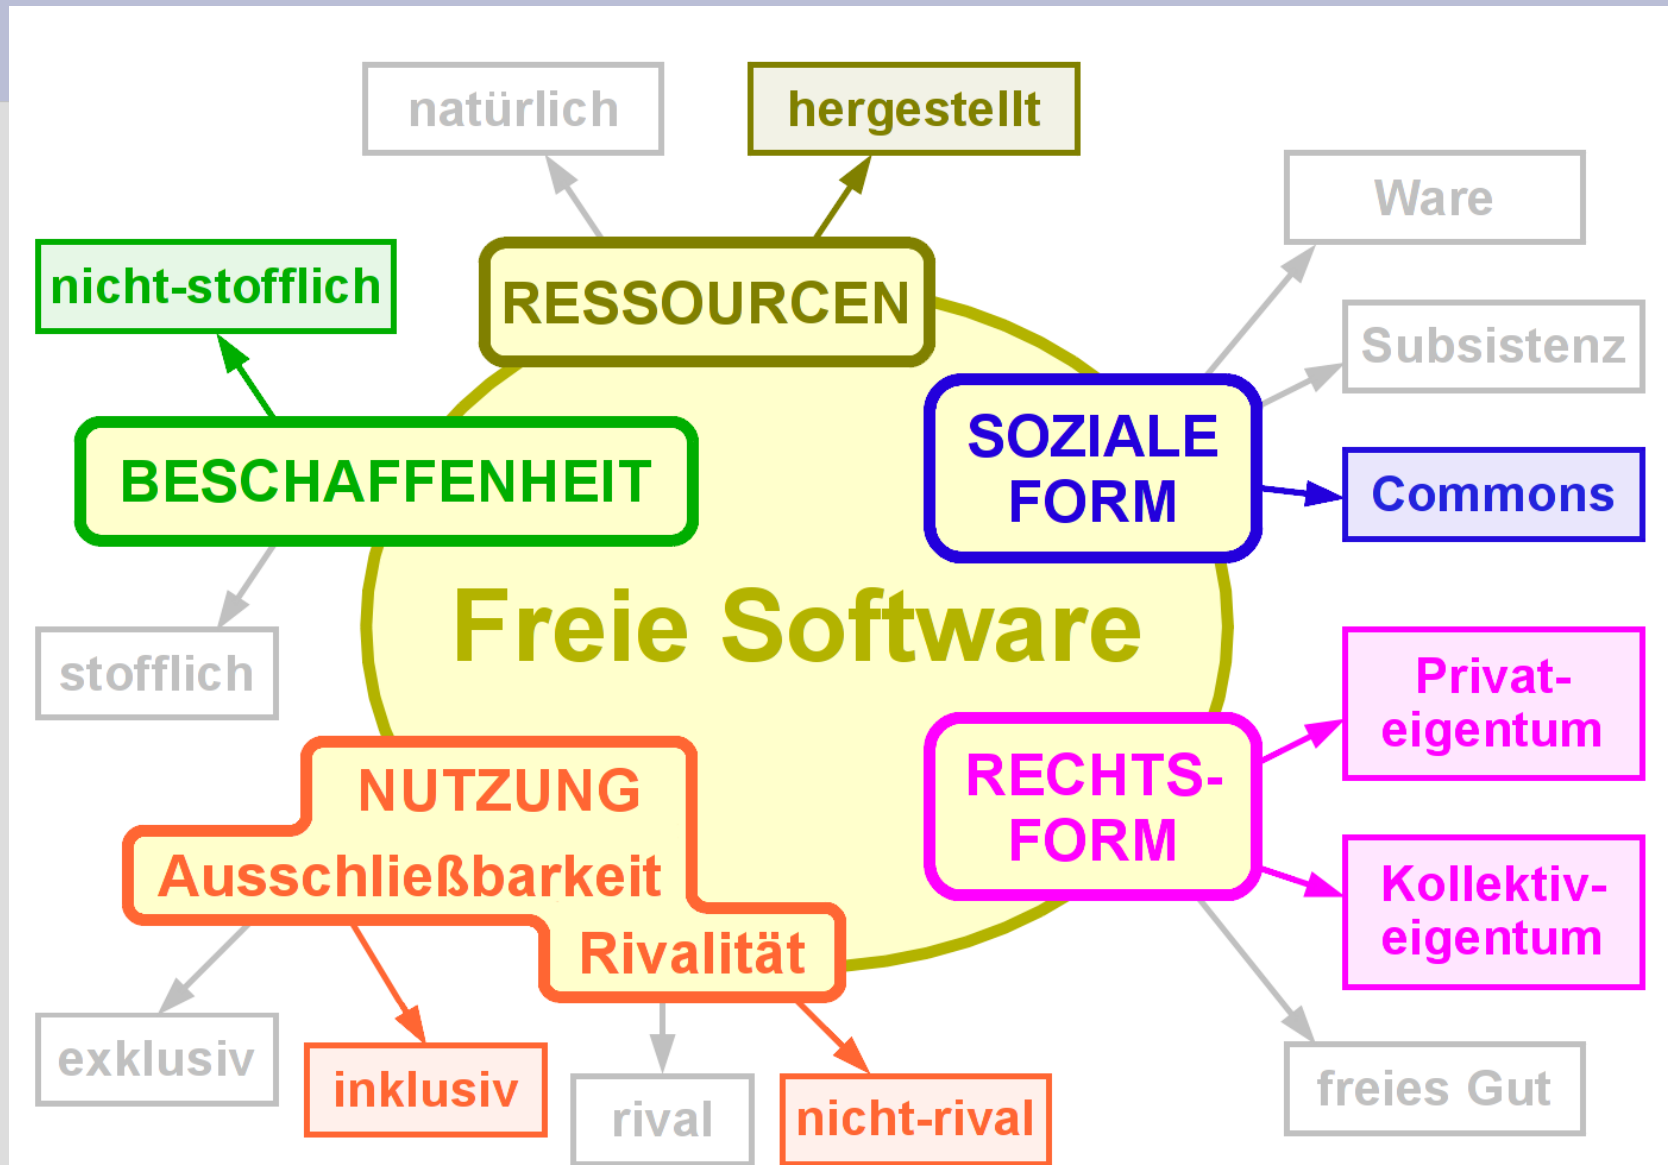 natürlich
hergestellt
Ware
nicht-stofflich
RESSOURCEN
Subsistenz
SOZIALE
FORM
BESCHAFFENHEIT
Commons
Freie Software
stofflich
Privat-
eigentum
RECHTS-
FORM
NUTZUNG
Ausschließbarkeit
Rivalität
Kollektiv-
eigentum
exklusiv
inklusiv
rival
nicht-rival
freies Gut